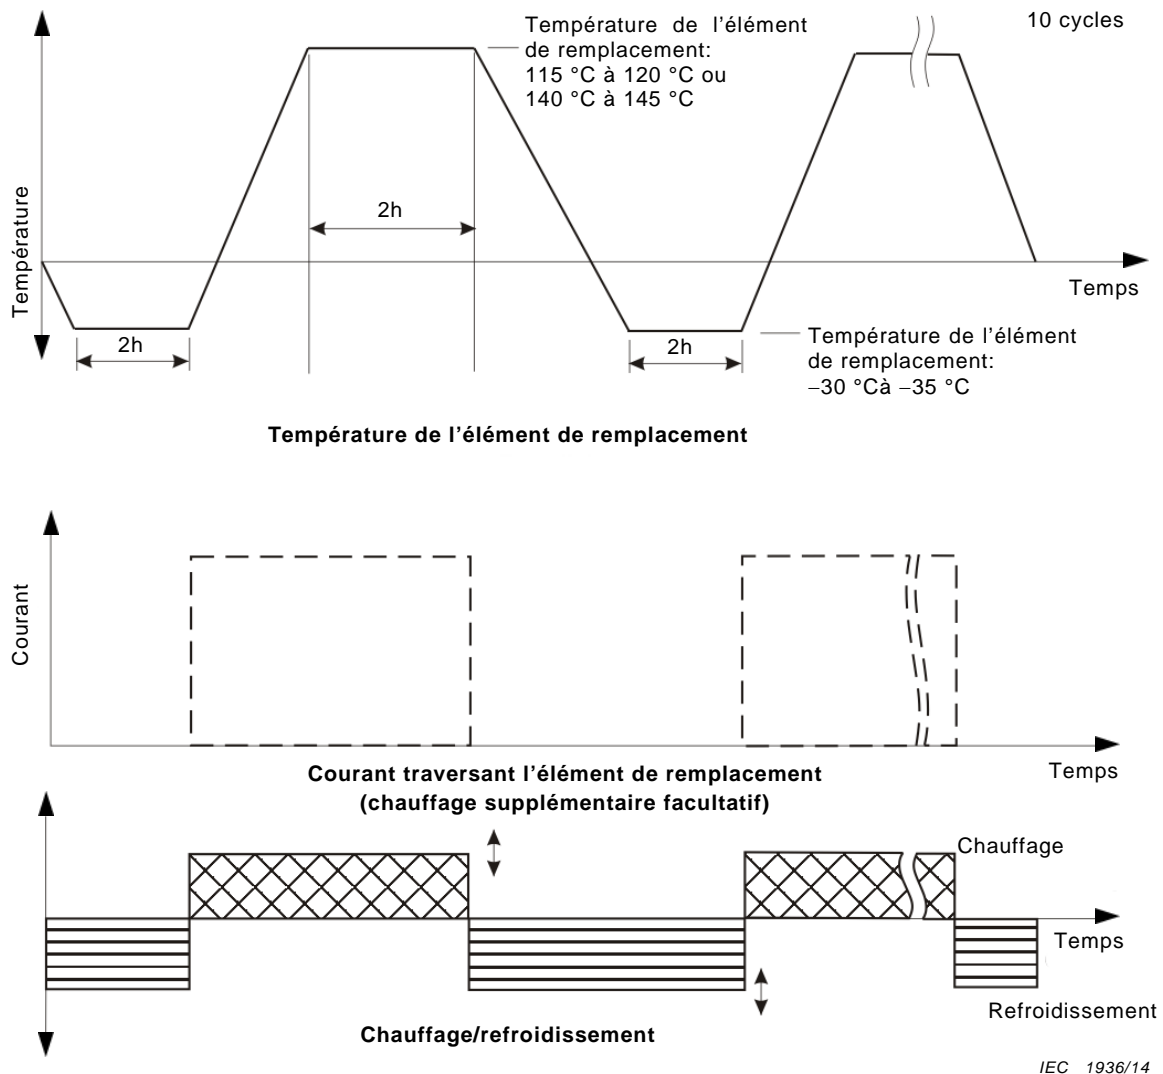 Température de l'élément
de remplacement:
115 °C à 120 °C ou
140 °C à 145 °C
10 cycles
Température
2h
Temps
2h
2h
Température de l'élément
de remplacement:
–30 °Cà –35 °C
Température de l'élément de remplacement
Courant
Temps
Courant traversant l'élément de remplacement
(chauffage supplémentaire facultatif)
Chauffage
Temps
Refroidissement
Chauffage/refroidissement
IEC 1936/14